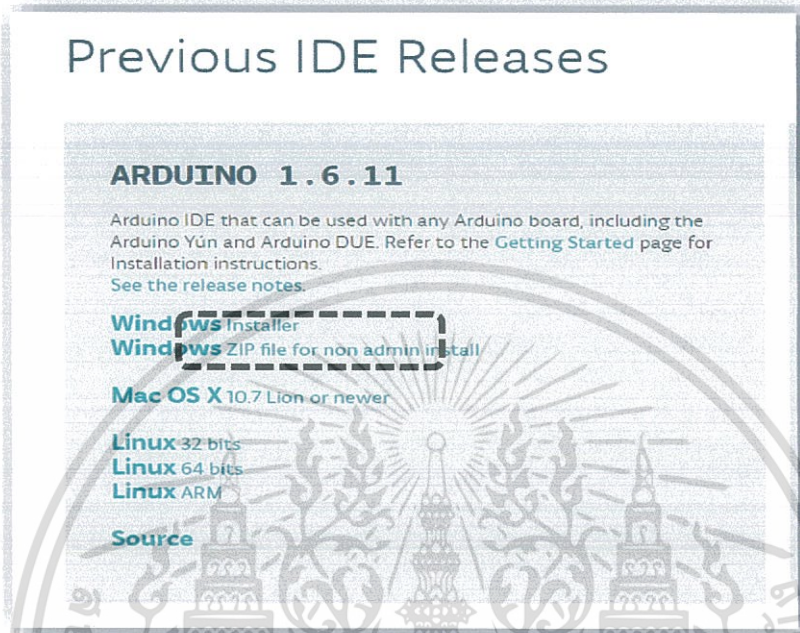 Previous IDE Releases
ARDUINO 1.6.11
Arduino IDE that can be used with any Arduino board, including the
Arduino Yún and Arduino DUE. Refer to the Getting Started page for
Installation instructions.
See the release notes.
Windows Installer
Windows ZIP file for non admin install
Mac OS X 10.7 Lion or newer
Linux 32 bits
Linux 64 bits
Linux ARM
Source